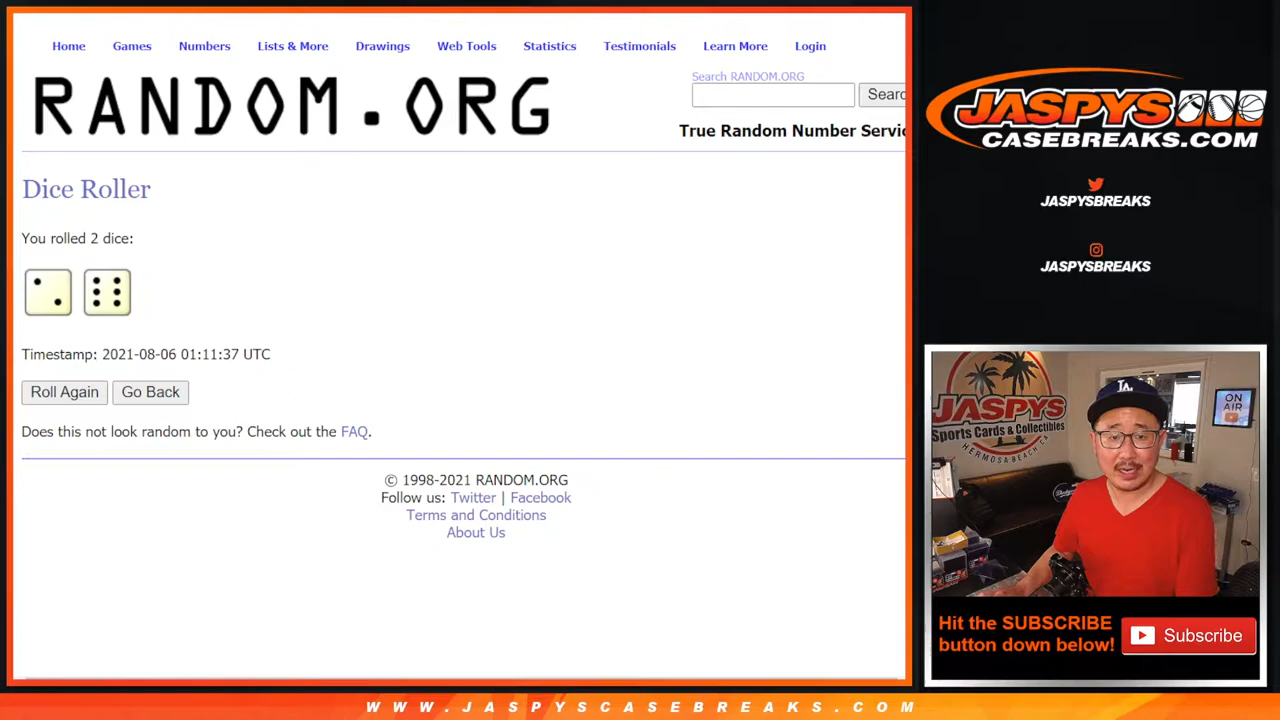 Home Games Numbers Lists & More Drawings Web Tools Statistics Testimonials Learn More Login
RANDOM.ORG
Search RANDOM.ORG
Searc
True Random Number Servic
Dice Roller
You rolled 2 dice:
Timestamp: 2021-08-06 01:11:37 UTC
Roll Again Go Back
Does this not look random to you? Check out the FAQ.
© 1998-2021 RANDOM.ORG
Follow us: Twitter | Facebook
Terms and Conditions
About Us
JASPYS
CASEBREAKS.COM
JASPYSBREAKS
JASPYSBREAKS
JASPYS
Sports Cards & Collectibles
HERMOSA BEACH, CA
LA
ON
AIR
Dodgers
Hit the SUBSCRIBE
button down below!
Subscribe
WWW.JASPYSCASEBREAKS.COM